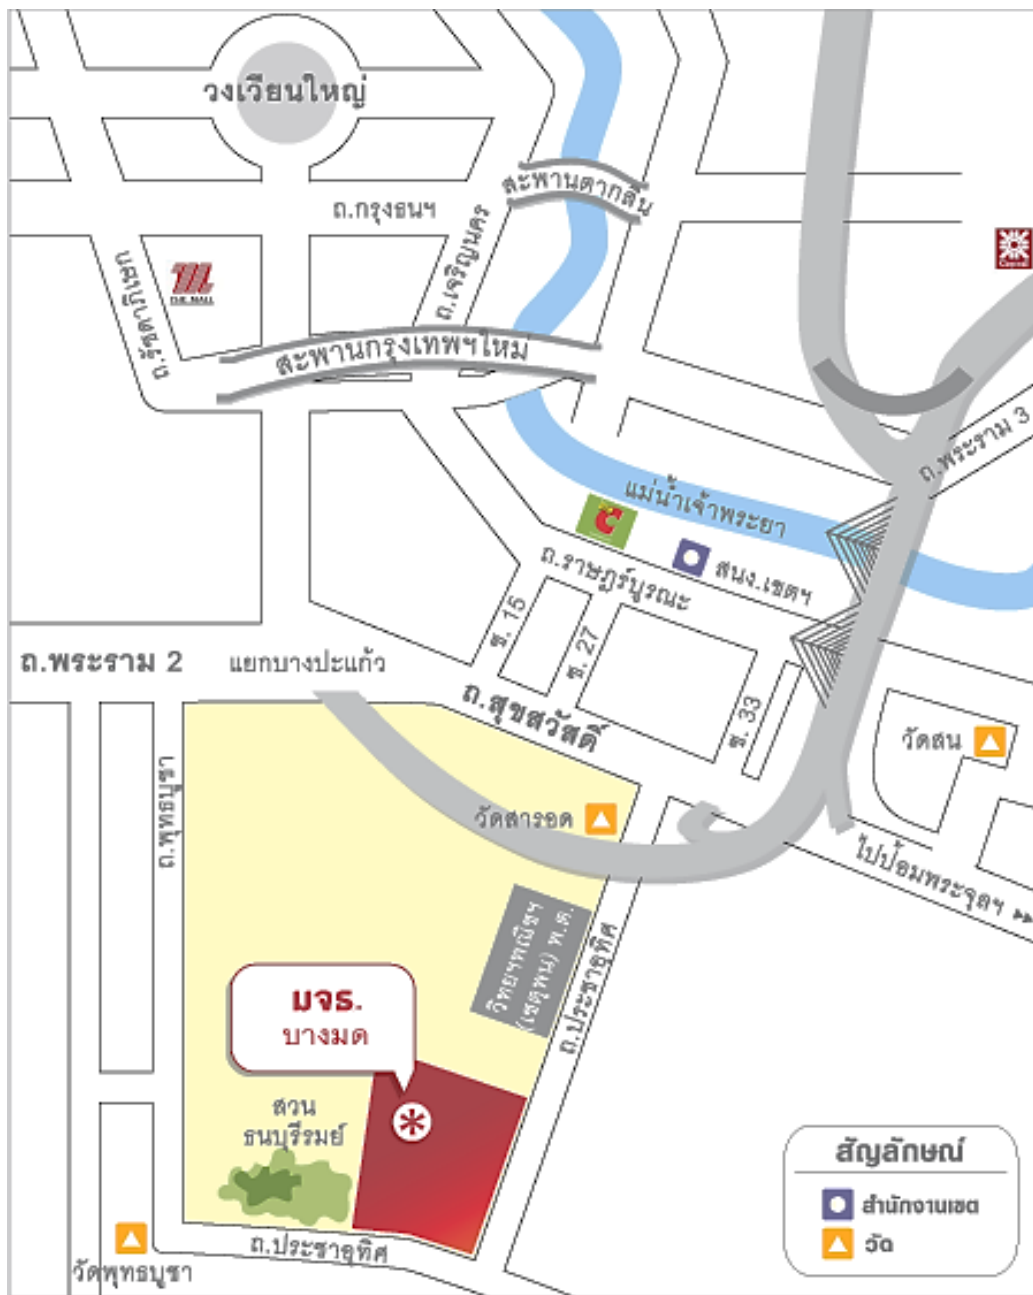 วงเวียนใหญ่
สะพานตากสิน
ถ.กรุงธนฯ
ถ.เจริญนคร
ถ.รัชดาภิเษก
THE MALL
Central
สะพานกรุงเทพฯใหม่
ถ.พระราม 3
แม่น้ำเจ้าพระยา
C
ถ.ราษฎร์บูรณะ
สนง.เขตฯ
ซ. 15
ซ. 27
ซ. 33
ถ.พระราม 2
แยกบางปะแก้ว
ถ.สุขสวัสดิ์
วัดสน
ถ.พุทธบูชา
วัดสารอด
ไปป้อมพระจุลฯ
วิทยฯพณิชฯ
(เชตุพน) พ.ต.
ถ.ประชาอุทิศ
มจธ.
บางมด
สวน
ธนบุรีรมย์
ถ.ประชาอุทิศ
วัดพุทธบูชา
สัญลักษณ์
สำนักงานเขต
วัด